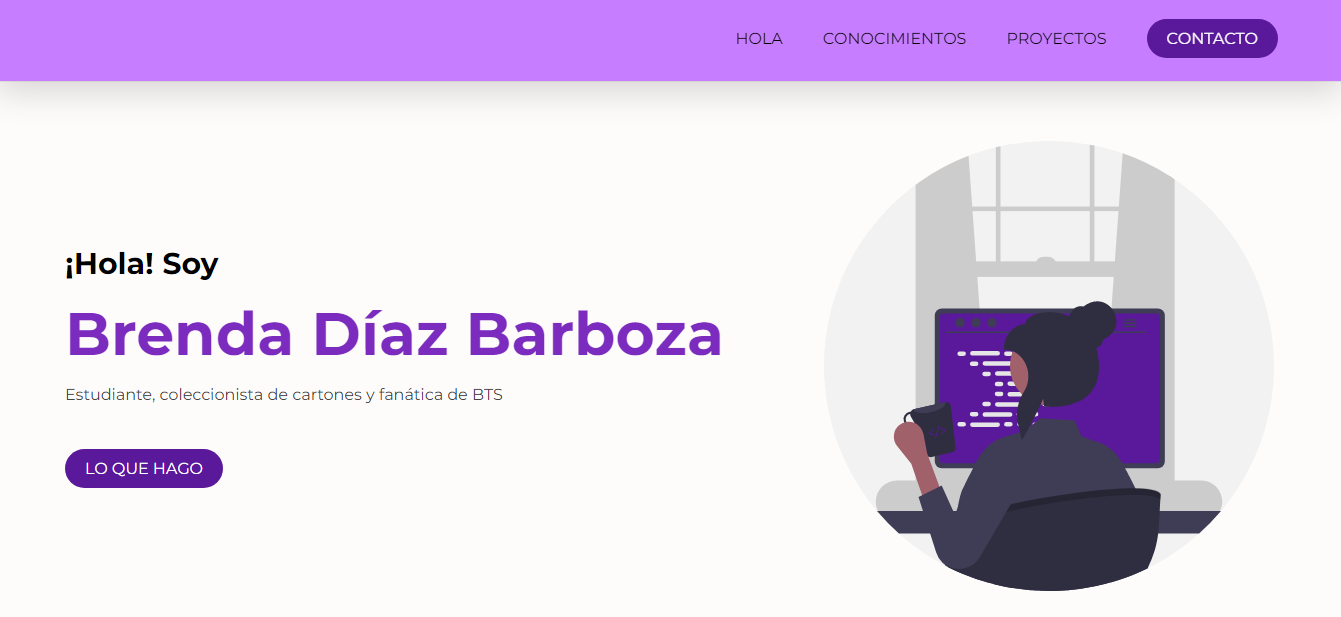 HOLA CONOCIMIENTOS PROYECTOS CONTACTO
¡Hola! Soy
Brenda Díaz Barboza
Estudiante, coleccionista de cartones y fanática de BTS
LO QUE HAGO
</>